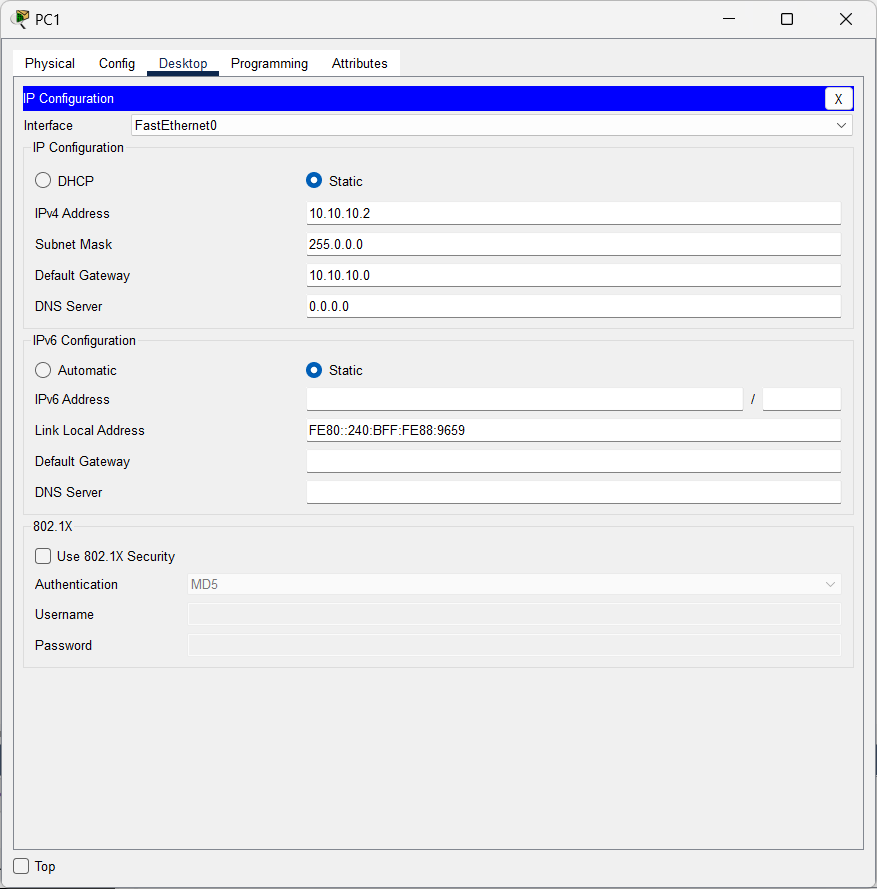 PC1
Physical Config Desktop Programming Attributes
IP Configuration X
Interface FastEthernet0
IP Configuration
DHCP Static
IPv4 Address 10.10.10.2
Subnet Mask 255.0.0.0
Default Gateway 10.10.10.0
DNS Server 0.0.0.0
IPv6 Configuration
Automatic Static
IPv6 Address /
Link Local Address FE80::240:BFF:FE88:9659
Default Gateway
DNS Server
802.1X
Use 802.1X Security
Authentication MD5
Username
Password
Top